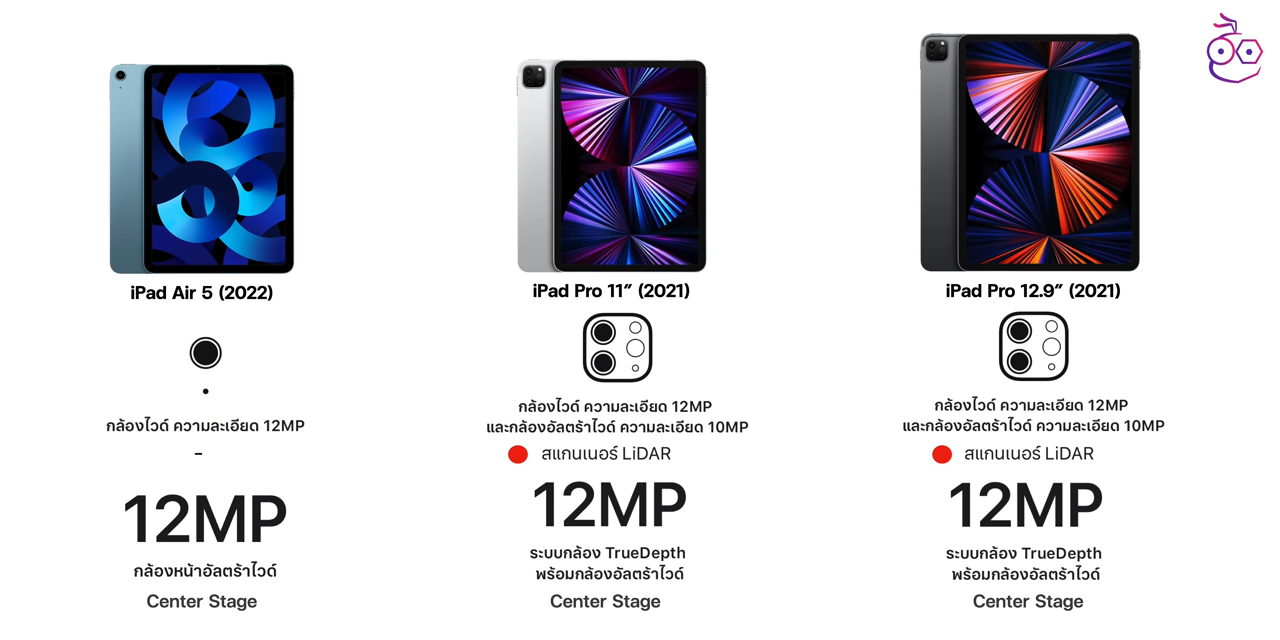 iPad Air 5 (2022)
กล้องไวด์ ความละเอียด 12MP
-
12MP
กล้องหน้าอัลตร้าไวด์
Center Stage
iPad Pro 11” (2021)
กล้องไวด์ ความละเอียด 12MP
และกล้องอัลตร้าไวด์ ความละเอียด 10MP
สแกนเนอร์ LiDAR
12MP
ระบบกล้อง TrueDepth
พร้อมกล้องอัลตร้าไวด์
Center Stage
iPad Pro 12.9” (2021)
กล้องไวด์ ความละเอียด 12MP
และกล้องอัลตร้าไวด์ ความละเอียด 10MP
สแกนเนอร์ LiDAR
12MP
ระบบกล้อง TrueDepth
พร้อมกล้องอัลตร้าไวด์
Center Stage